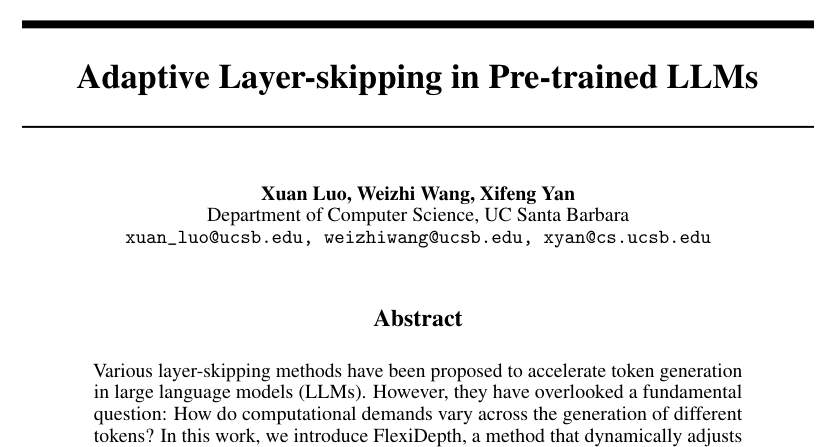 Adaptive Layer-skipping in Pre-trained LLMs
Xuan Luo, Weizhi Wang, Xifeng Yan
Department of Computer Science, UC Santa Barbara
xuan_luo@ucsb.edu, weizhiwang@ucsb.edu, xyan@cs.ucsb.edu
Abstract
Various layer-skipping methods have been proposed to accelerate token generation
in large language models (LLMs). However, they have overlooked a fundamental
question: How do computational demands vary across the generation of different
tokens? In this work, we introduce FlexiDepth, a method that dynamically adjusts